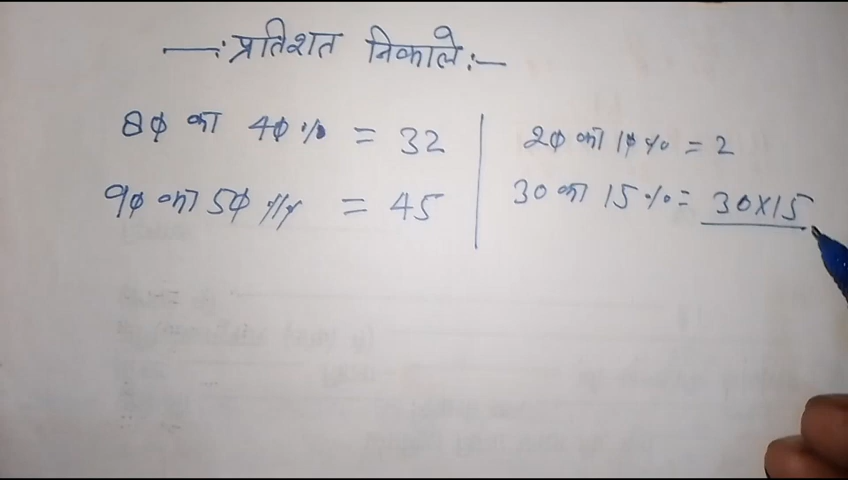 —: प्रतिशत निकाले :—
80 का 40% = 32
90 का 50% = 45
20 का 10% = 2
30 का 15% = 30×15